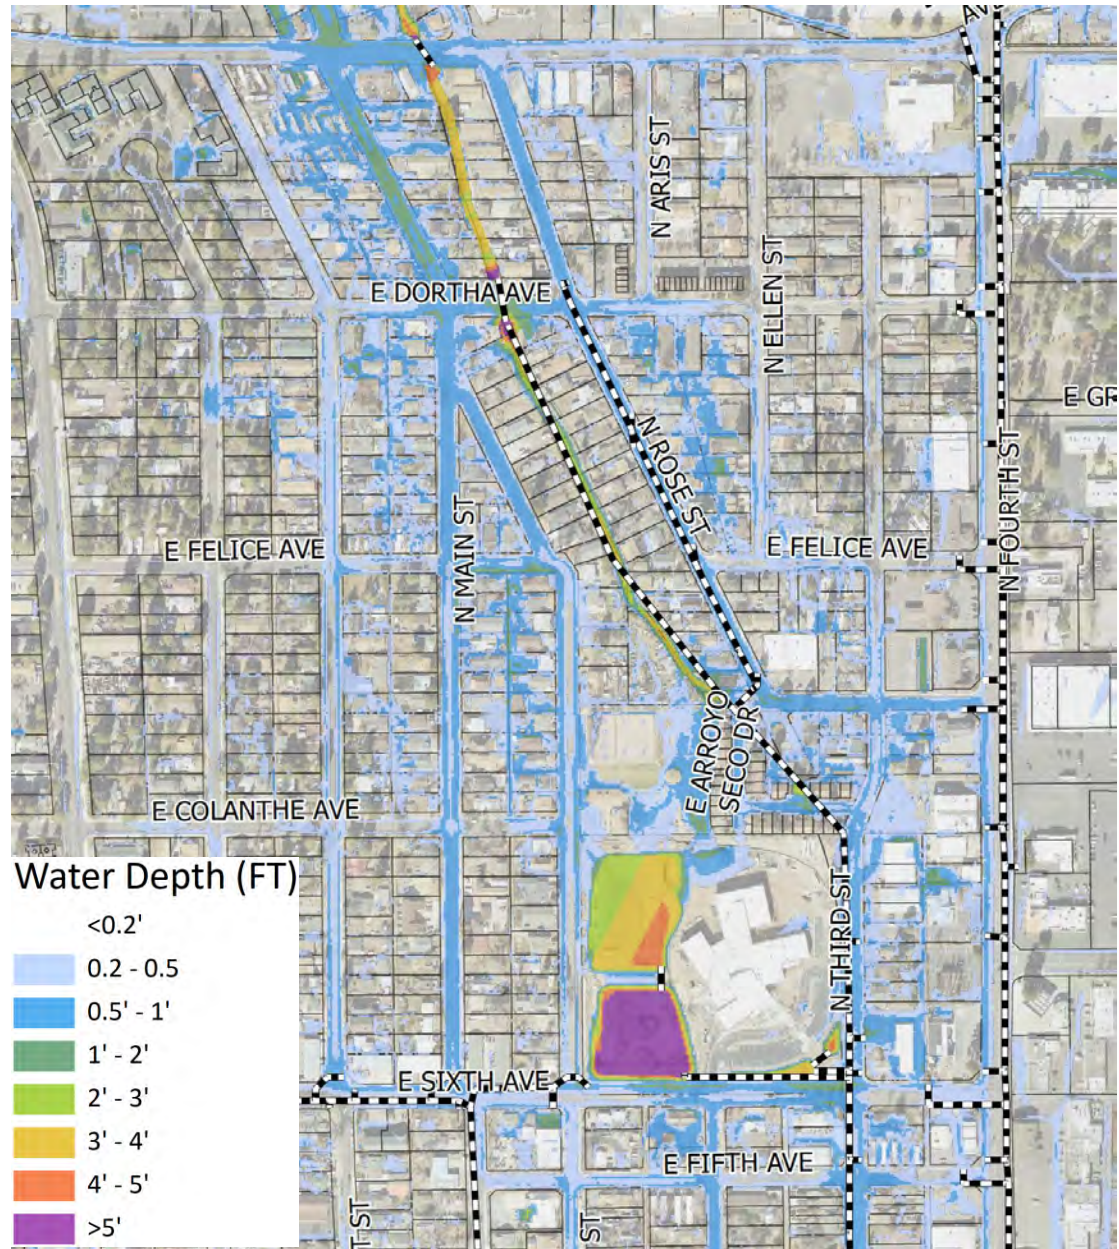 AV
N ARIS ST
E DORTHA AVE
N ELLEN ST
E GR
N ROSE ST
N FOURTH ST
E FELICE AVE
N MAIN ST
E FELICE AVE
E ARROYO
SECO DR
E COLANTHE AVE
N THIRD ST
E SIXTH AVE
E FIFTH AVE
T ST
ST
Water Depth (FT)
<0.2'
0.2 - 0.5
0.5' - 1'
1' - 2'
2' - 3'
3' - 4'
4' - 5'
>5'